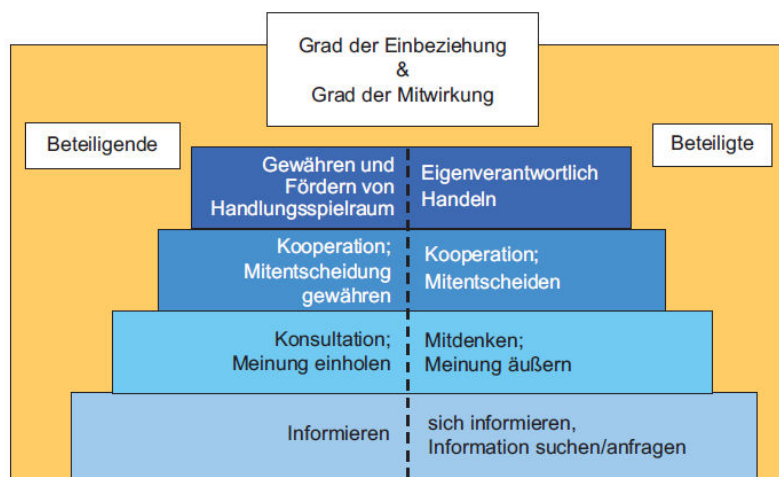 Grad der Einbeziehung
&
Grad der Mitwirkung
Beteiligende
Beteiligte
Gewähren und
Fördern von
Handlungsspielraum
Eigenverantwortlich
Handeln
Kooperation;
Mitentscheidung
gewähren
Kooperation;
Mitentscheiden
Konsultation;
Meinung einholen
Mitdenken;
Meinung äußern
Informieren
sich informieren,
Information suchen/anfragen